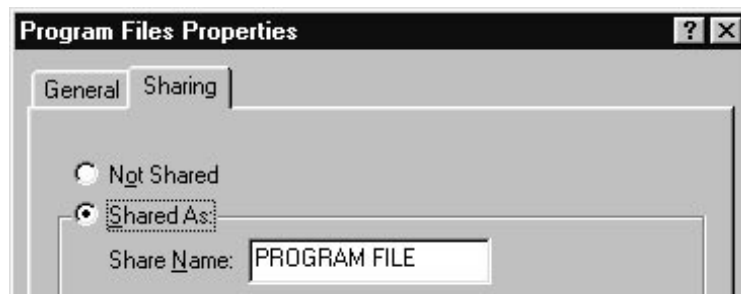 Program Files Properties
General Sharing
Not Shared
Shared As:
Share Name: PROGRAM FILE